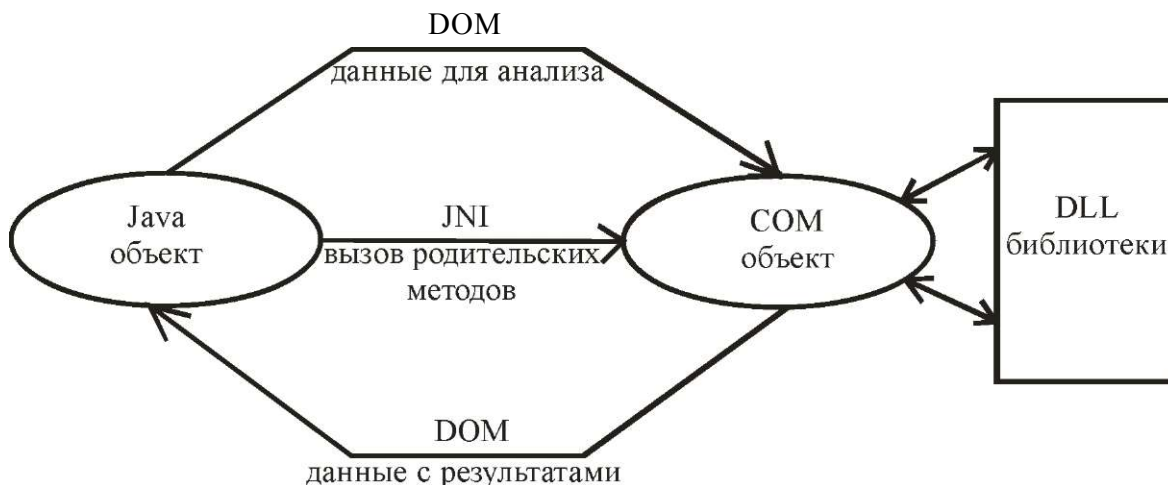 DOM
данные для анализа
Java
объект
JNI
вызов родительских
методов
COM
объект
DLL
библиотеки
DOM
данные с результатами